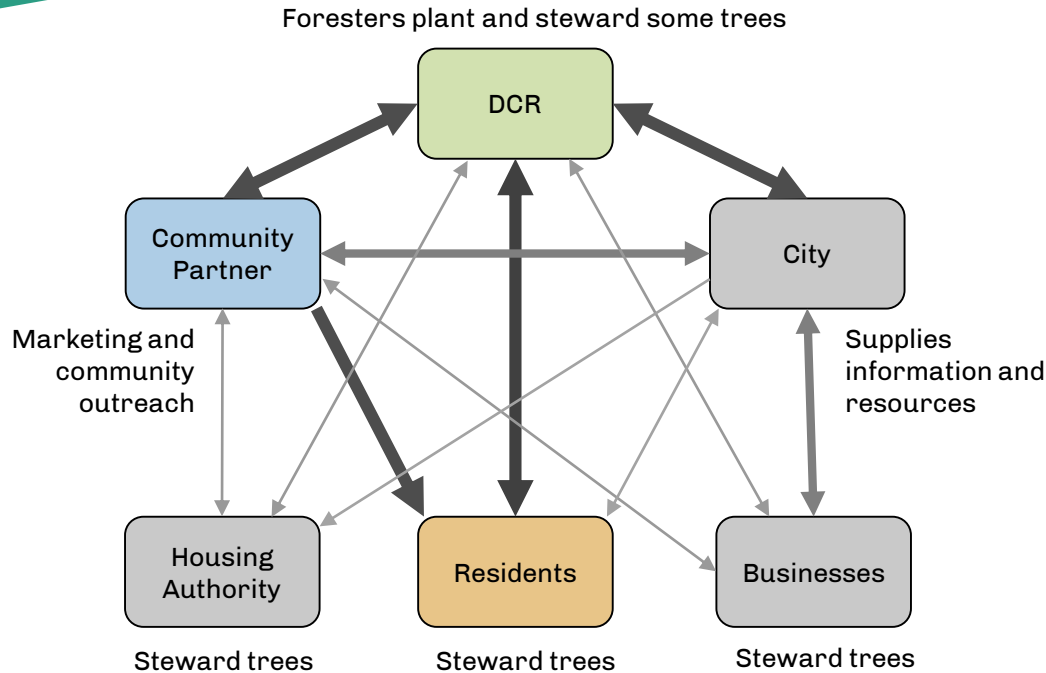 Foresters plant and steward some trees
DCR
Community
Partner
City
Marketing and
community
outreach
Supplies
information and
resources
Housing
Authority
Residents
Businesses
Steward trees
Steward trees
Steward trees